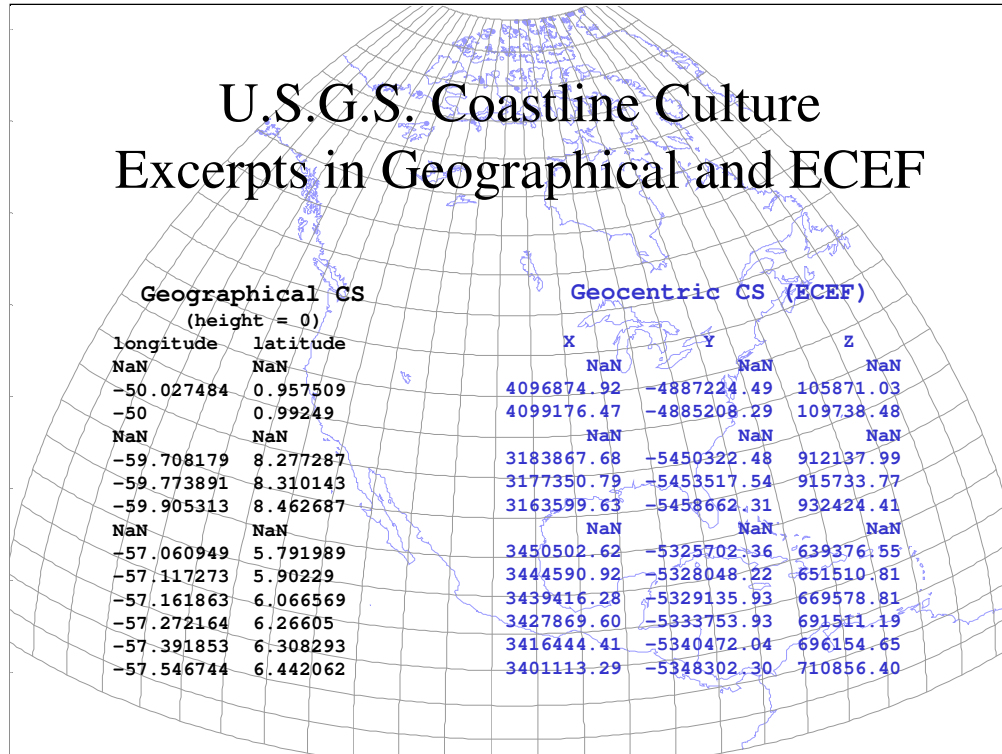 U.S.G.S. Coastline Culture
Excerpts in Geographical and ECEF
Geographical CS
(height = 0)
longitude latitude
NaN NaN
-50.027484 0.957509
-50 0.99249
NaN NaN
-59.708179 8.277287
-59.773891 8.310143
-59.905313 8.462687
NaN NaN
-57.060949 5.791989
-57.117273 5.90229
-57.161863 6.066569
-57.272164 6.26605
-57.391853 6.308293
-57.546744 6.442062
Geocentric CS (ECEF)
X Y Z
NaN NaN NaN
4096874.92 -4887224.49 105871.03
4099176.47 -4885208.29 109738.48
NaN NaN NaN
3183867.68 -5450322.48 912137.99
3177350.79 -5453517.54 915733.77
3163599.63 -5458662.31 932424.41
NaN NaN NaN
3450502.62 -5325702.36 639376.55
3444590.92 -5328048.22 651510.81
3439416.28 -5329135.93 669578.81
3427869.60 -5333753.93 691511.19
3416444.41 -5340472.04 696154.65
3401113.29 -5348302.30 710856.40